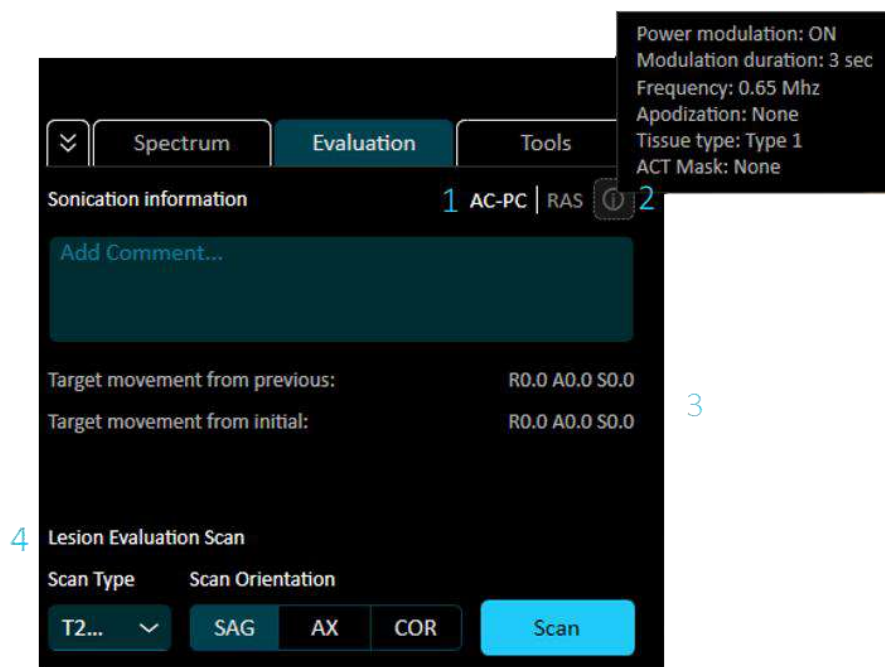 Power modulation: ON
Modulation duration: 3 sec
Frequency: 0.65 Mhz
Apodization: None
Tissue type: Type 1
ACT Mask: None
Spectrum Evaluation Tools
Sonication information 1 AC-PC | RAS 2
Add Comment...
Target movement from previous: R0.0 A0.0 S0.0
Target movement from initial: R0.0 A0.0 S0.0
3
4 Lesion Evaluation Scan
Scan Type Scan Orientation
T2... SAG AX COR Scan